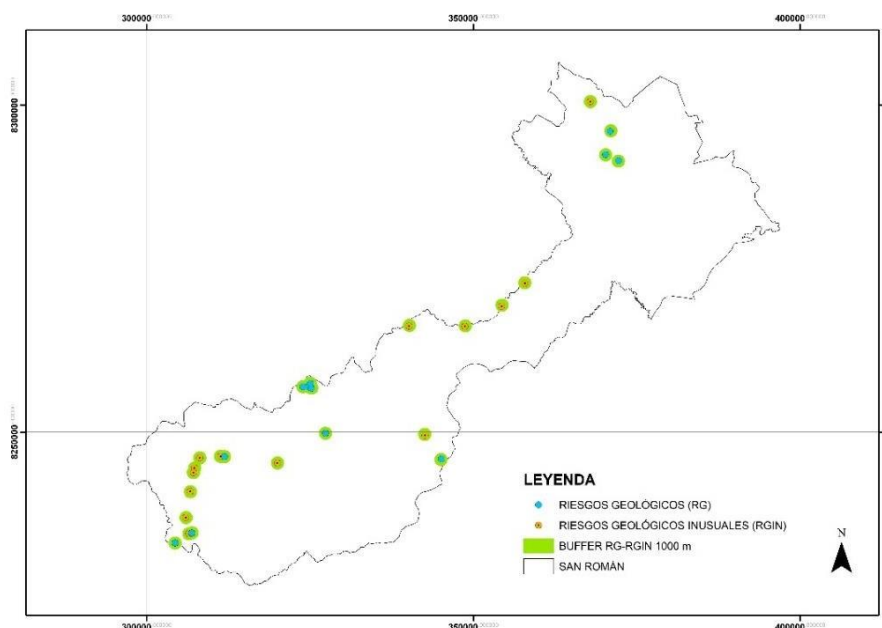 300000 350000 400000
8300000
8250000
LEYENDA
RIESGOS GEOLÓGICOS (RG)
RIESGOS GEOLÓGICOS INUSUALES (RGIN)
BUFFER RG-RGIN 1000 m
SAN ROMÁN
N
300000 350000 400000